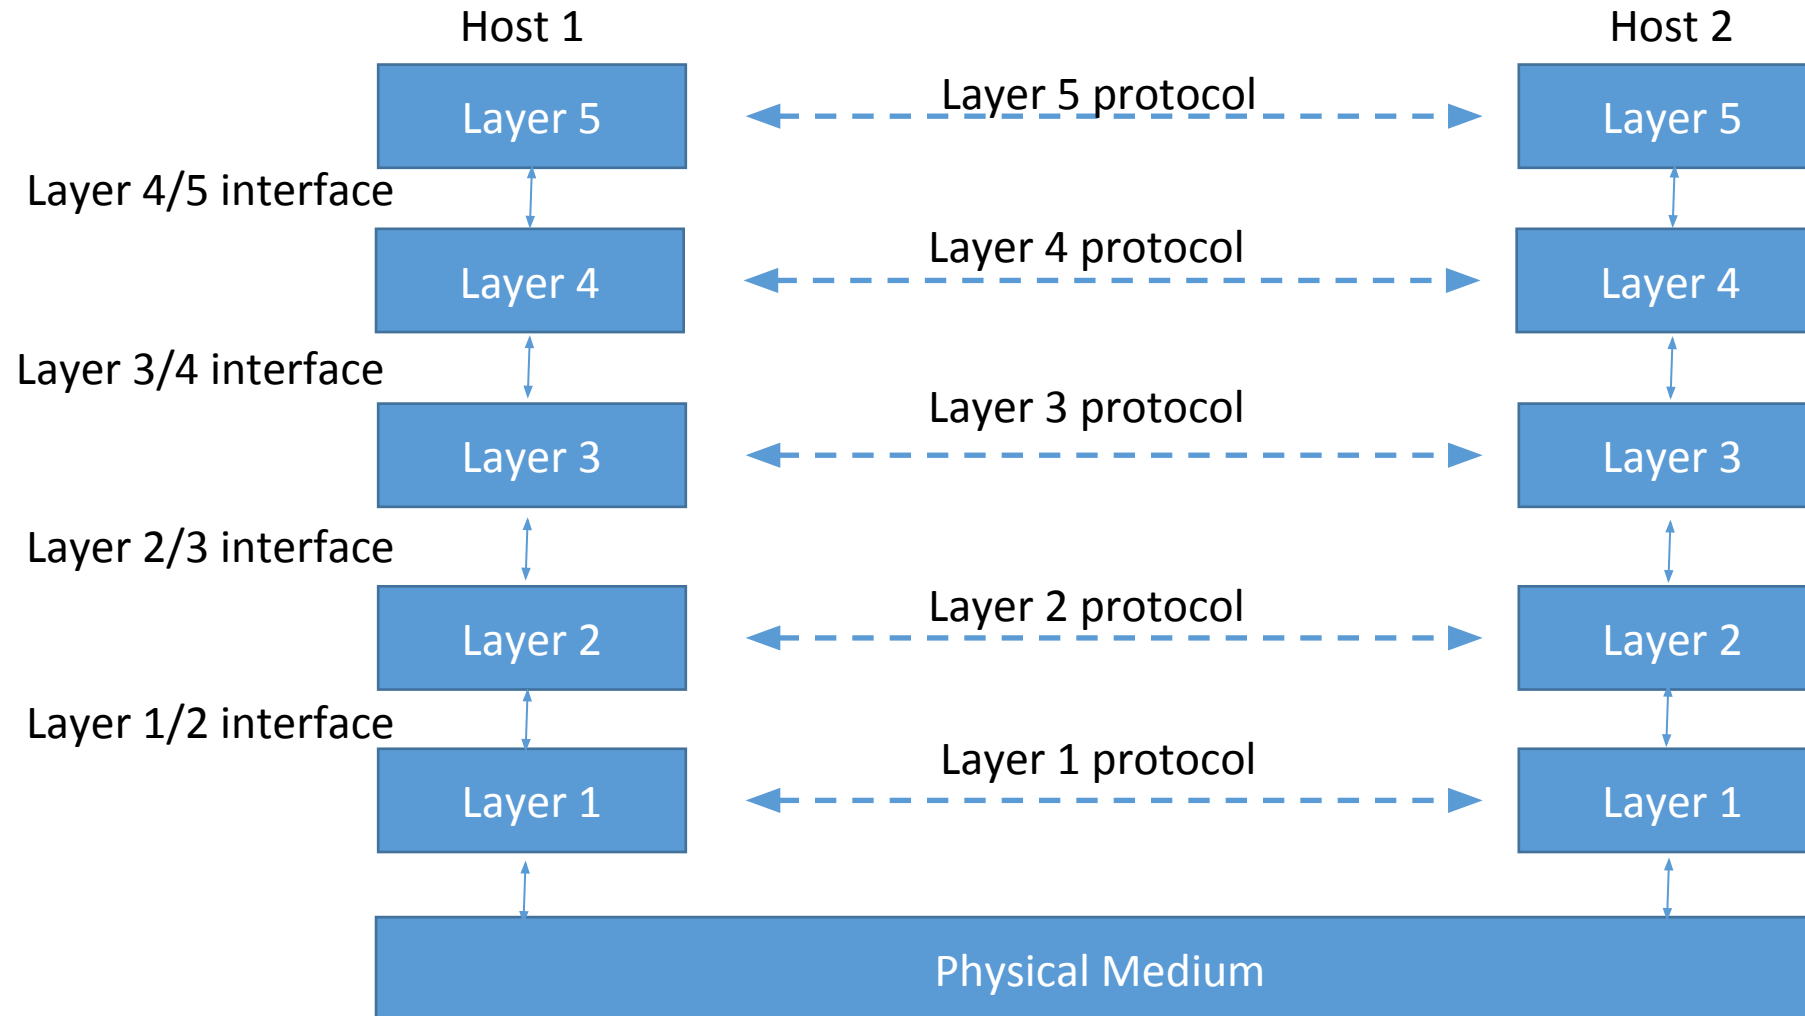 Host 1
Host 2
Layer 5
Layer 5 protocol
Layer 5
Layer 4/5 interface
Layer 4
Layer 4 protocol
Layer 4
Layer 3/4 interface
Layer 3
Layer 3 protocol
Layer 3
Layer 2/3 interface
Layer 2
Layer 2 protocol
Layer 2
Layer 1/2 interface
Layer 1
Layer 1 protocol
Layer 1
Physical Medium